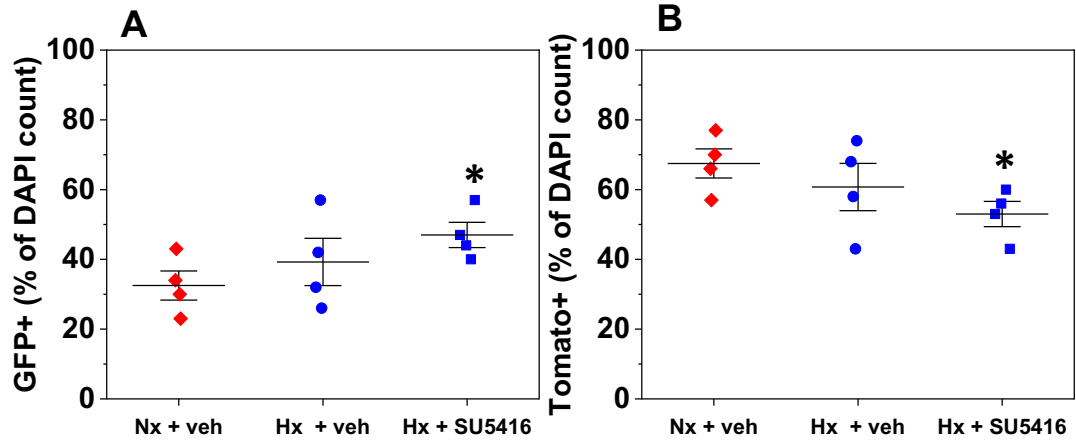 A
GFP+ (% of DAPI count)
100
80
60
40
20
0
*
Nx + veh
Hx + veh
Hx + SU5416
B
Tomato+ (% of DAPI count)
100
80
60
40
20
0
*
Nx + veh
Hx + veh
Hx + SU5416